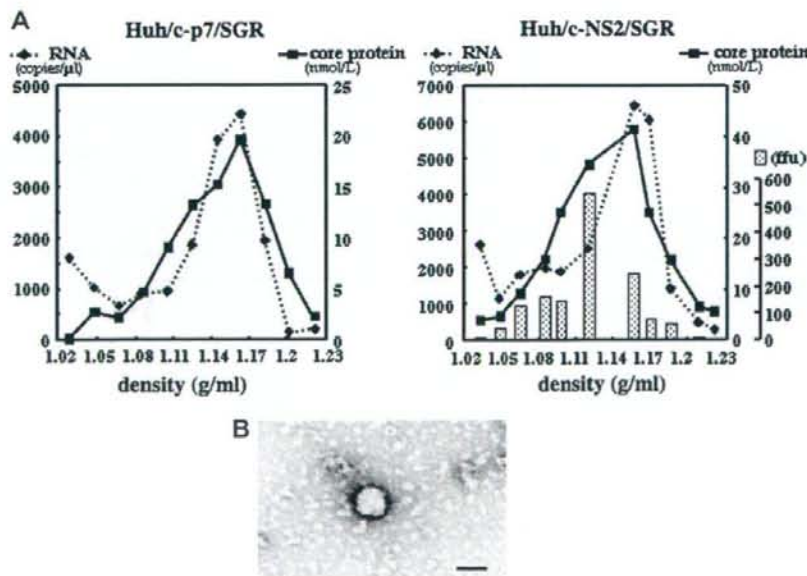 A
Huh/c-p7/SGR
RNA
(copies/μl)
core protein
(nmol/L)
5000
4000
3000
2000
1000
0
25
20
15
10
5
0
1.02 1.05 1.08 1.11 1.14 1.17 1.2 1.23
density (g/ml)
Huh/c-NS2/SGR
RNA
(copies/μl)
core protein
(nmol/L)
7000
6000
5000
4000
3000
2000
1000
0
50
40
30
20
10
0
(ffu)
600
500
400
300
200
100
0
1.02 1.05 1.08 1.11 1.14 1.17 1.2 1.23
density (g/ml)
B